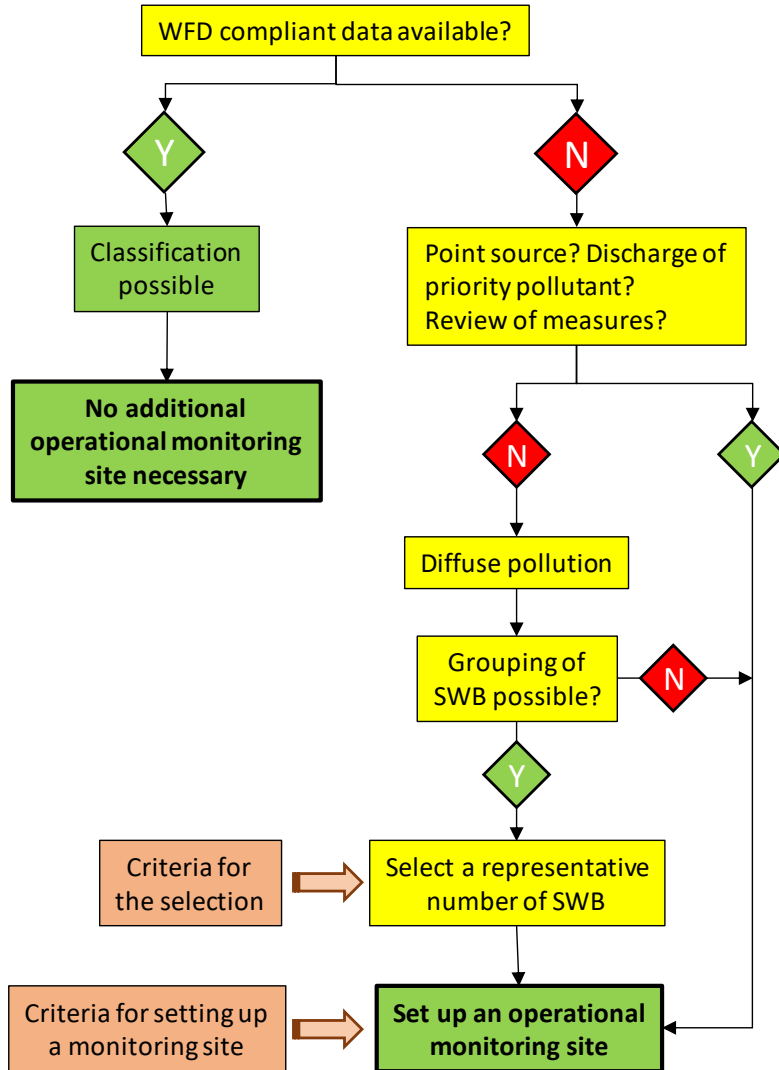 WFD compliant data available?
Y
N
Classification
possible
Point source? Discharge of
priority pollutant?
Review of measures?
No additional
operational monitoring
site necessary
N
Y
Diffuse pollution
Grouping of
SWB possible?
N
Y
Criteria for
the selection
Select a representative
number of SWB
Criteria for setting up
a monitoring site
Set up an operational
monitoring site